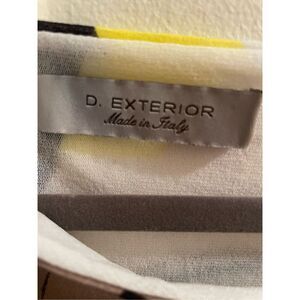 D. EXTERIOR
Made in Italy